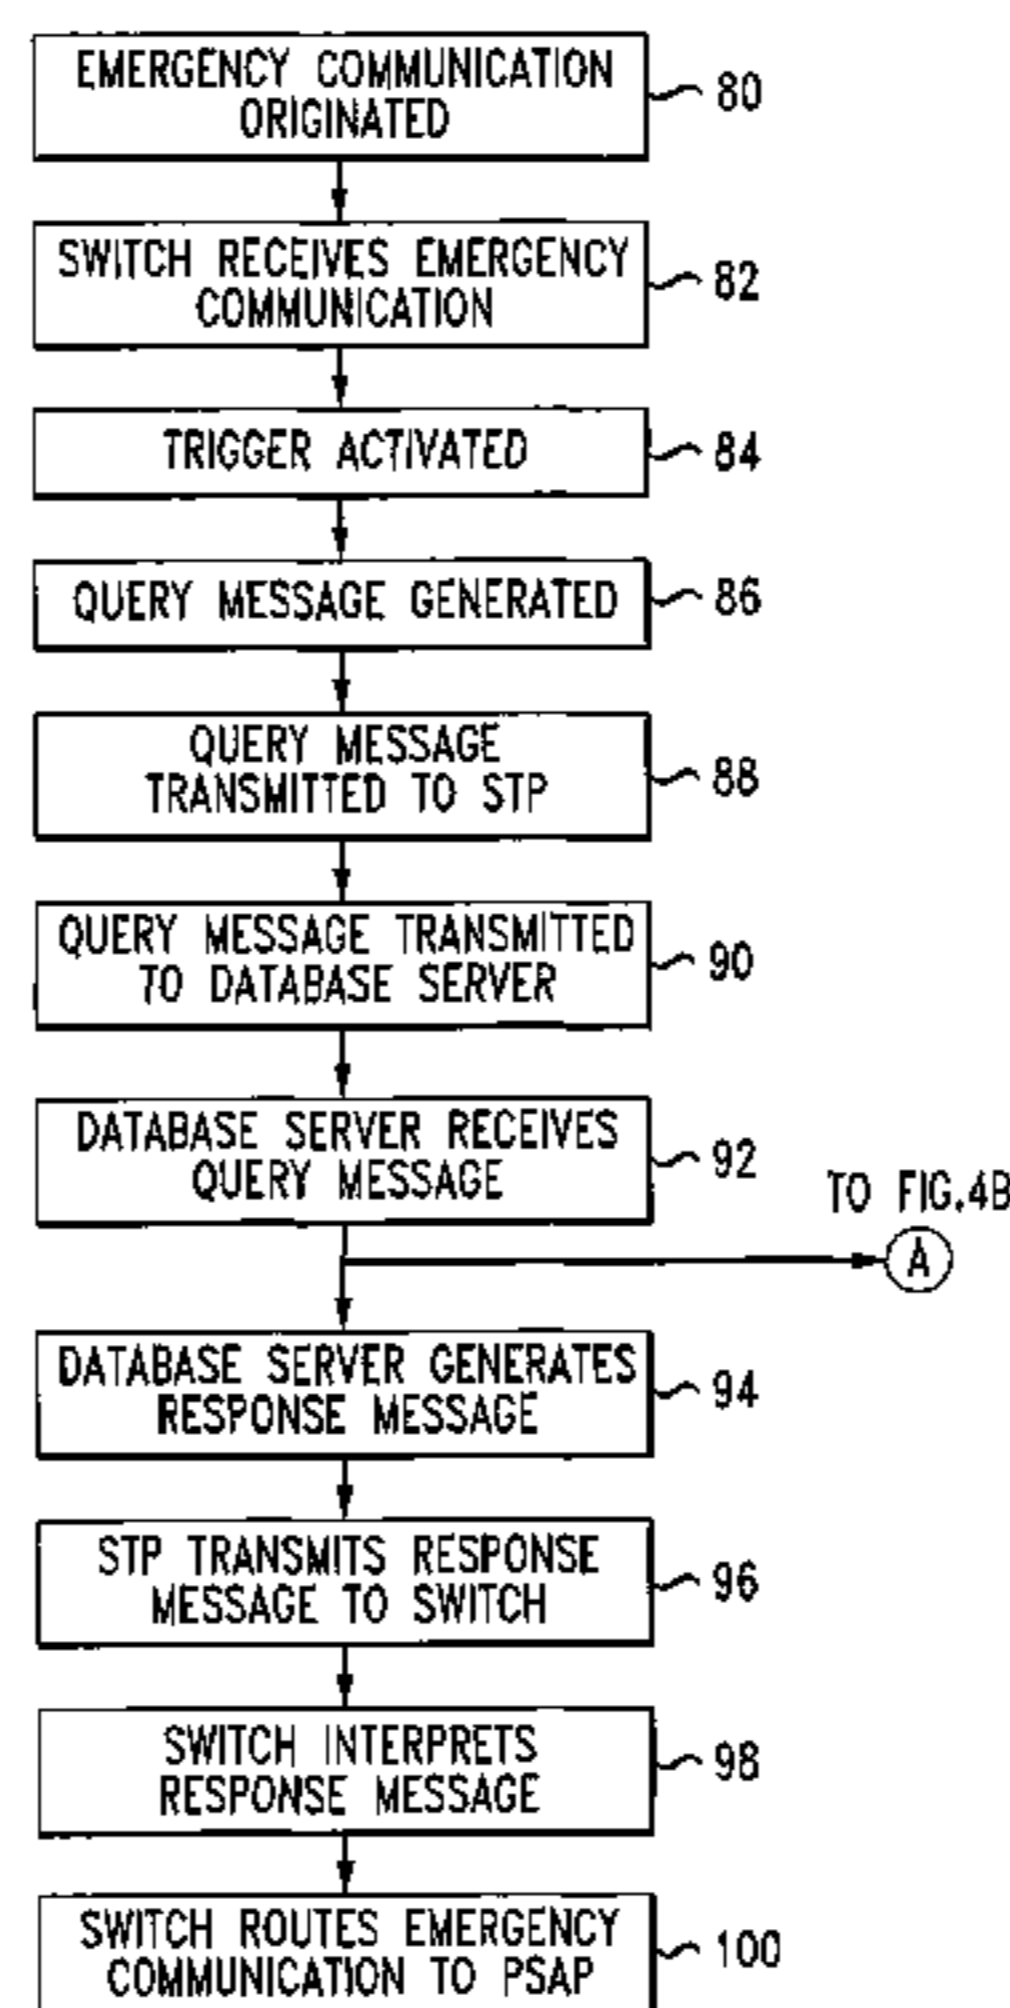 EMERGENCY COMMUNICATION
ORIGINATED
80
SWITCH RECEIVES EMERGENCY
COMMUNICATION
82
TRIGGER ACTIVATED
84
QUERY MESSAGE GENERATED
86
QUERY MESSAGE
TRANSMITTED TO STP
88
QUERY MESSAGE TRANSMITTED
TO DATABASE SERVER
90
DATABASE SERVER RECEIVES
QUERY MESSAGE
92
TO FIG.4B
A
DATABASE SERVER GENERATES
RESPONSE MESSAGE
94
STP TRANSMITS RESPONSE
MESSAGE TO SWITCH
96
SWITCH INTERPRETS
RESPONSE MESSAGE
98
SWITCH ROUTES EMERGENCY
COMMUNICATION TO PSAP
100